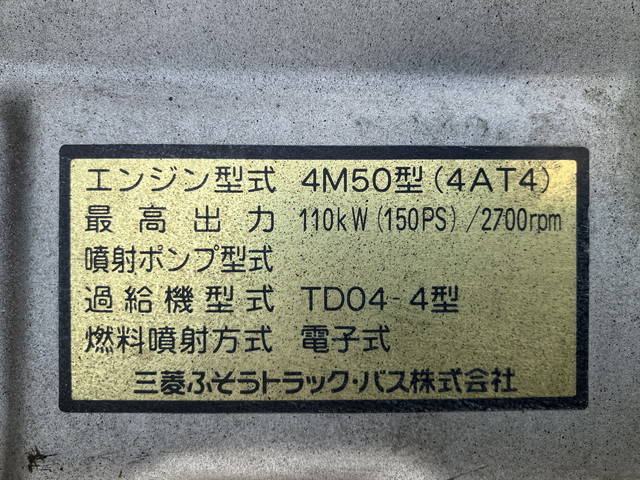 エンジン型式 4M50型(4AT4)
最高出力 110kW(150PS)/2700rpm
噴射ポンプ型式
過給機型式 TD04-4型
燃料噴射方式 電子式
三菱ふそうトラック・バス株式会社